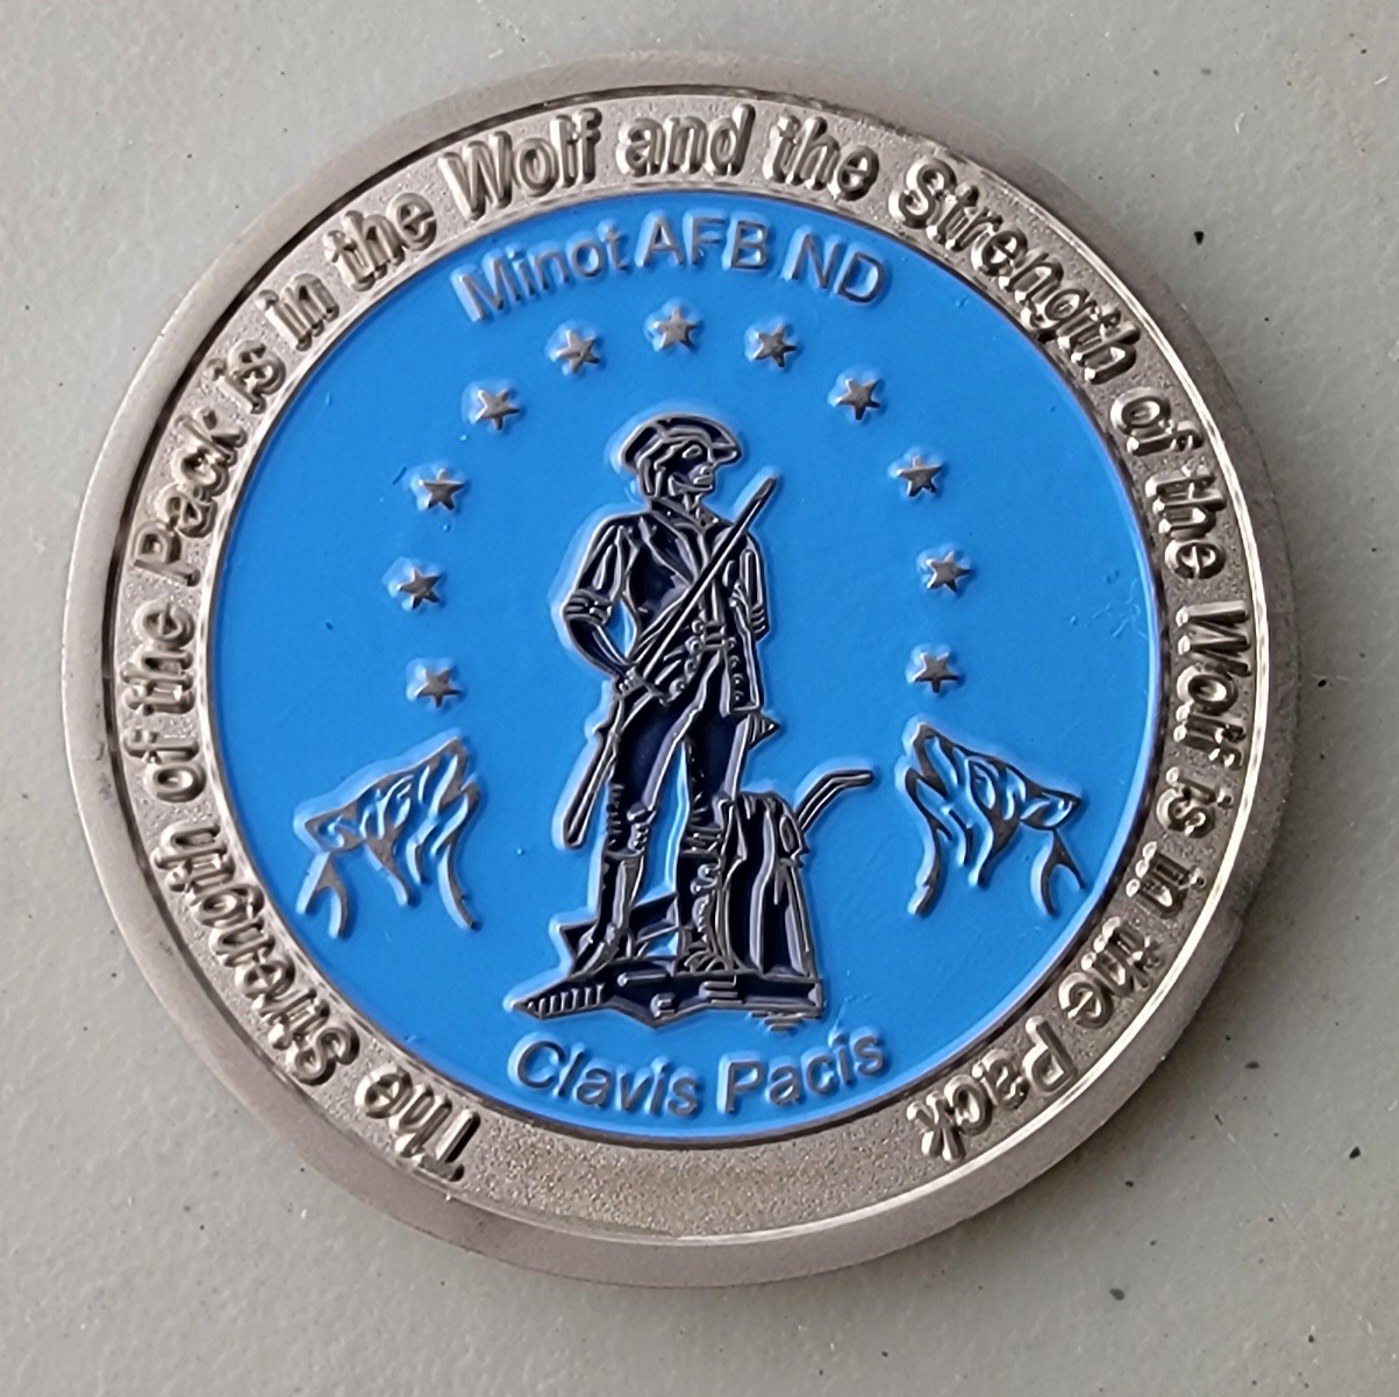 The Strength of the Pack is in the Wolf and the Strength of the Wolf is in the Pack
Minot AFB ND
Clavis Pacis